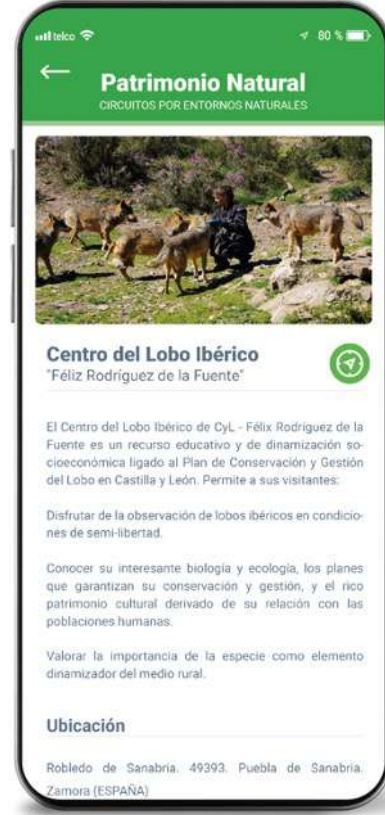 telco 80 %
Patrimonio Natural
CIRCUITOS POR ENTORNOS NATURALES
Centro del Lobo Ibérico
"Féliz Rodríguez de la Fuente"
El Centro del Lobo Ibérico de CyL - Félix Rodríguez de la
Fuente es un recurso educativo y de dinamización so-
cioeconómica ligado al Plan de Conservación y Gestión
del Lobo en Castilla y León. Permite a sus visitantes:
Disfrutar de la observación de lobos ibéricos en condicio-
nes de semi-libertad.
Conocer su interesante biología y ecología, los planes
que garantizan su conservación y gestión, y el rico
patrimonio cultural derivado de su relación con las
poblaciones humanas.
Valorar la importancia de la especie como elemento
dinamizador del medio rural.
Ubicación
Robledo de Sanabria. 49393. Puebla de Sanabria.
Zamora (ESPAÑA)